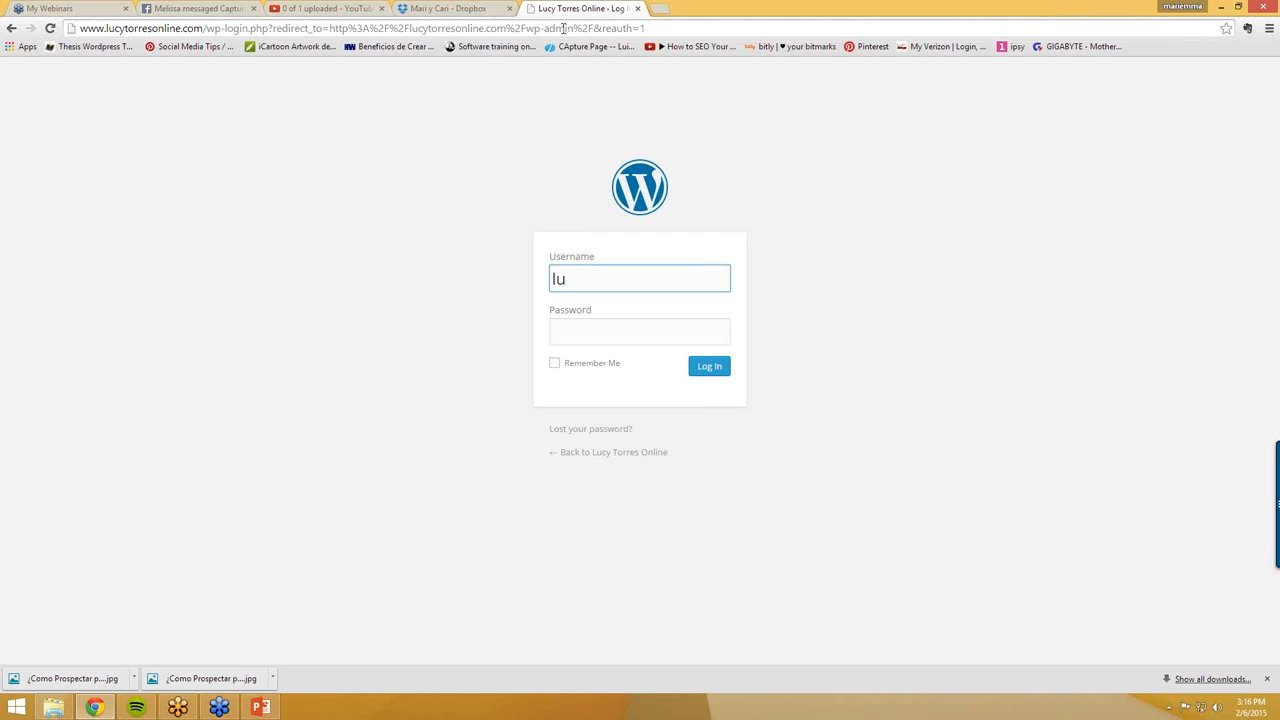 My Webinars
Melissa messaged Captu
0 of 1 uploaded - YouTub
Mari y Cari - Dropbox
Lucy Torres Online › Log I
mariemma
www.lucytorresonline.com/wp-login.php?redirect_to=http%3A%2F%2Flucytorresonline.com%2Fwp-admin%2F&reauth=1
Apps
Thesis Wordpress T...
Social Media Tips / ...
iCartoon Artwork de...
Beneficios de Crear ...
Software training on...
CApture Page -- Lui...
How to SEO Your ...
bitly | ♥ your bitmarks
Pinterest
My Verizon | Login, ...
ipsy
GIGABYTE - Mother...
Username
lu
Password
Remember Me
Log In
Lost your password?
← Back to Lucy Torres Online
¿Como Prospectar p....jpg
¿Como Prospectar p....jpg
Show all downloads...
3:16 PM
2/6/2015